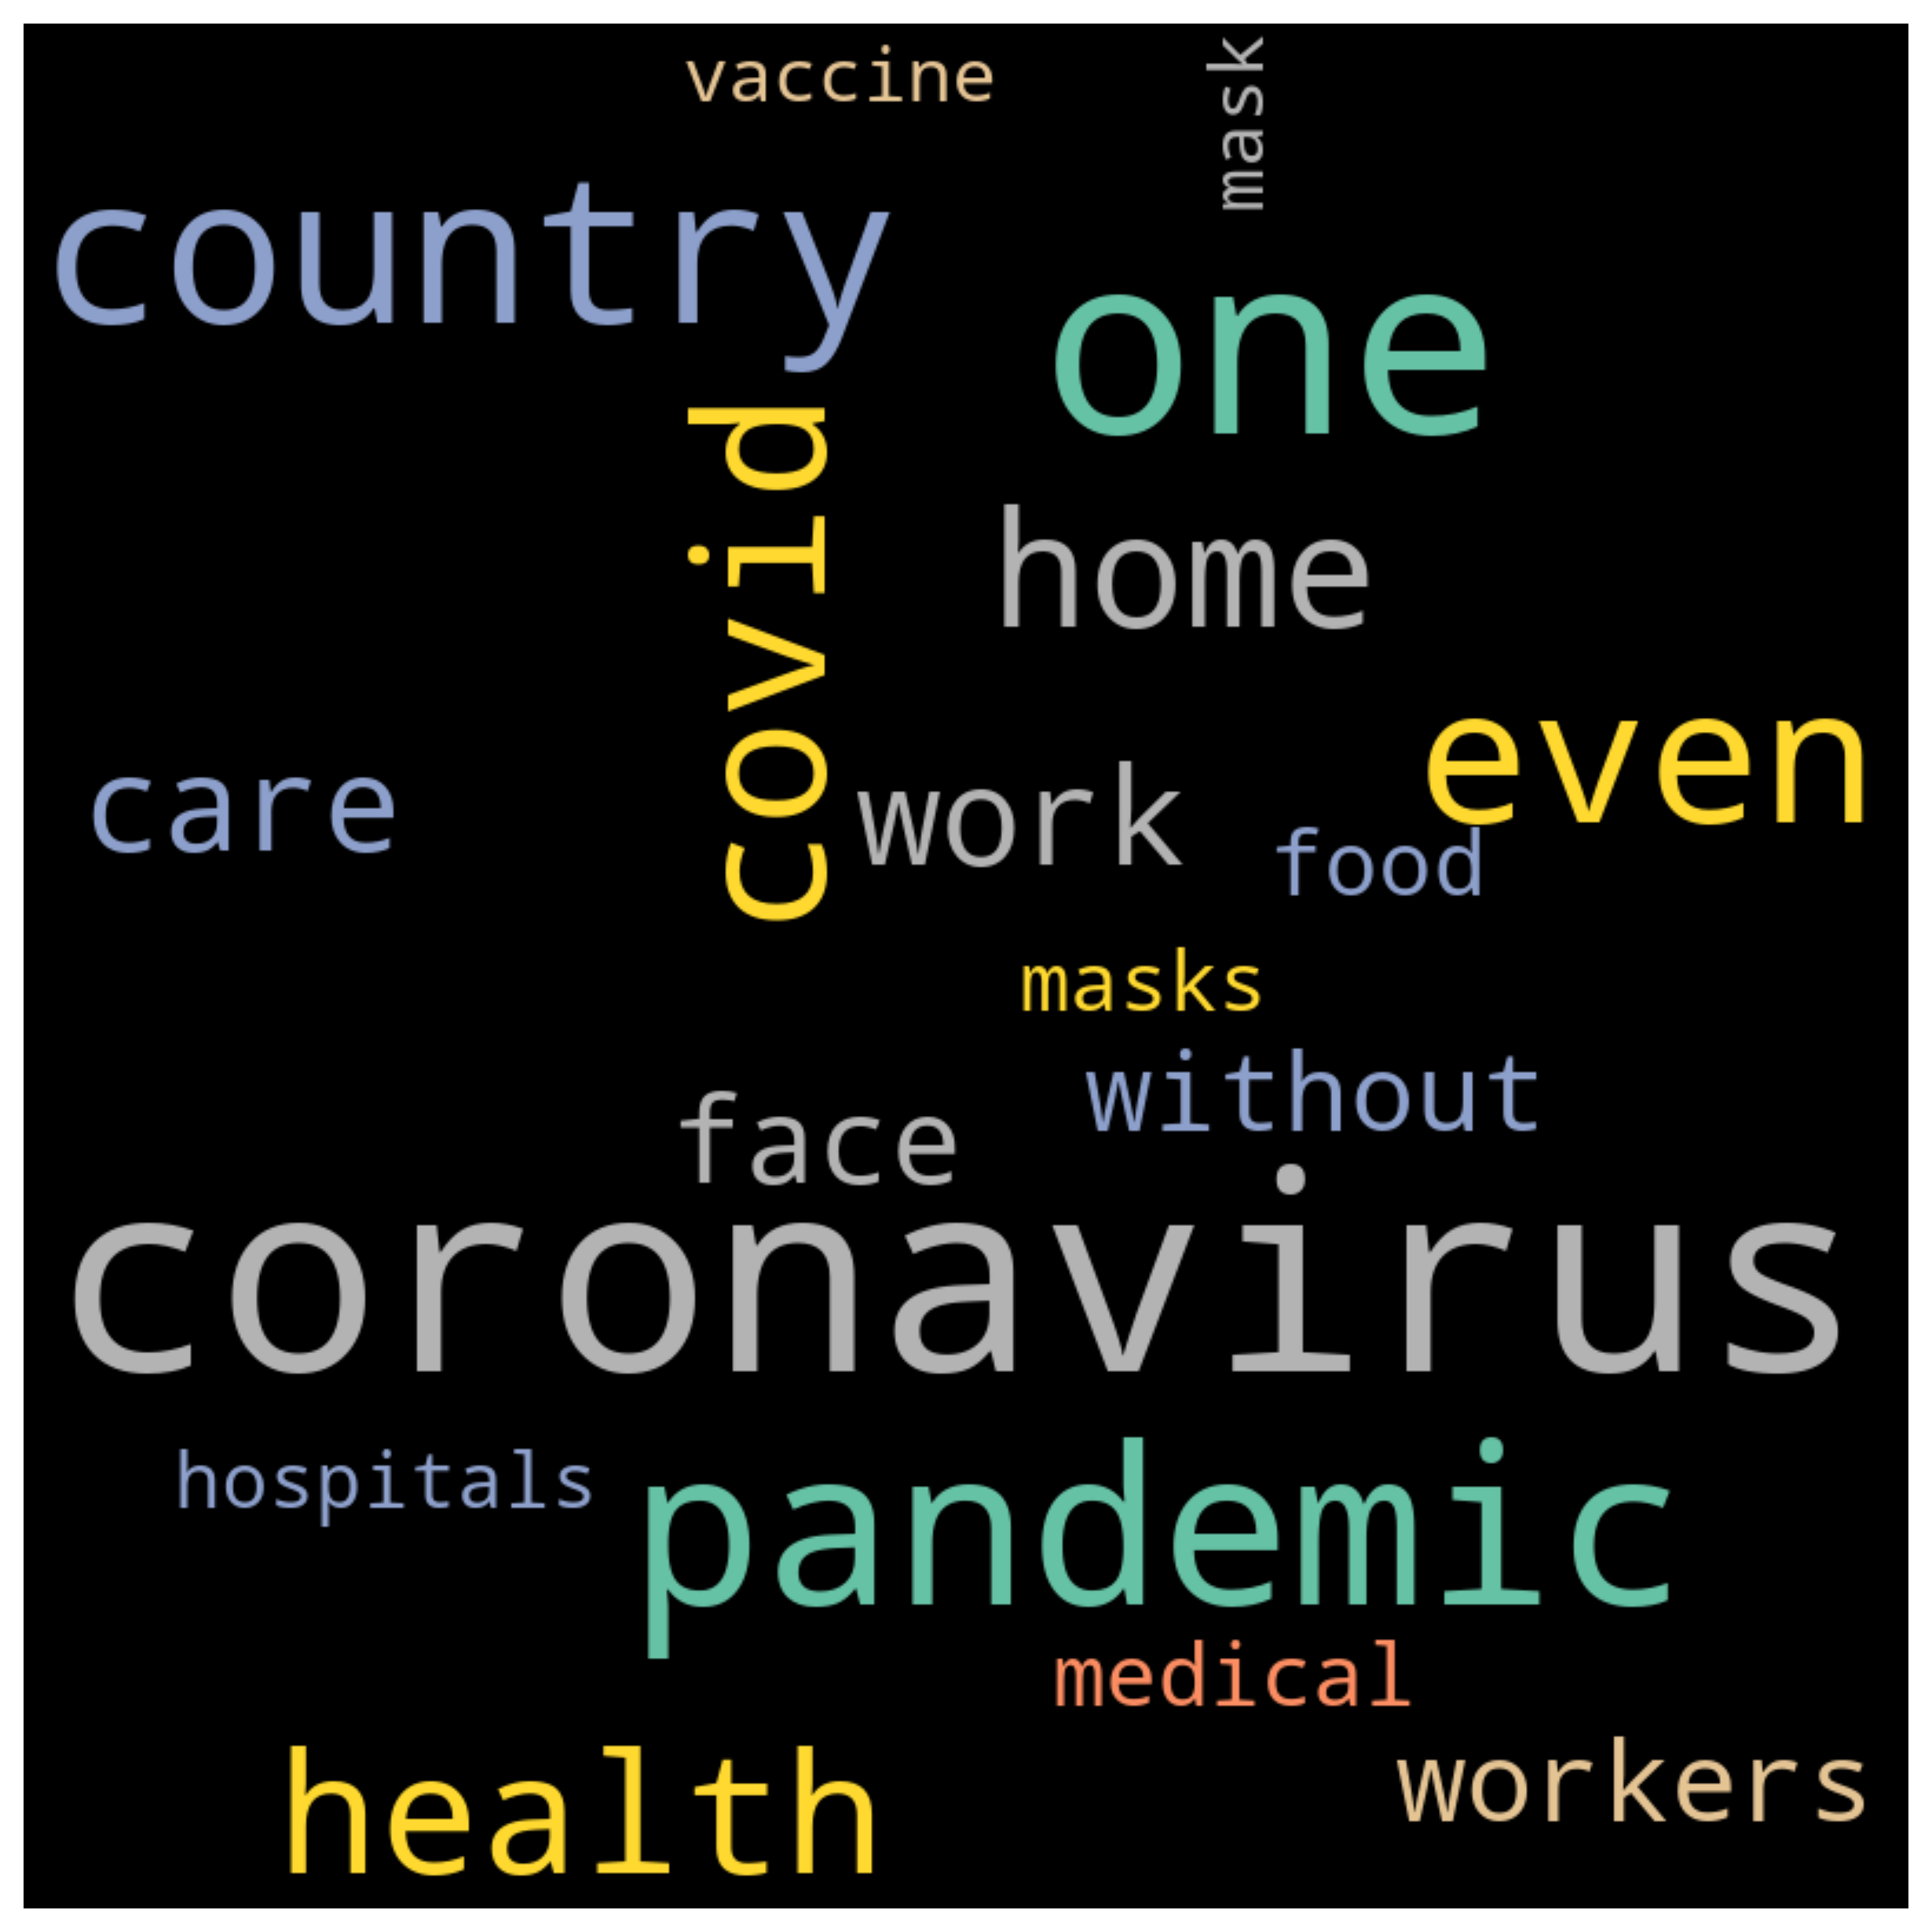 vaccine
mask
country
one
covid
home
even
care
work
food
masks
without
face
coronavirus
hospitals
pandemic
medical
health
workers